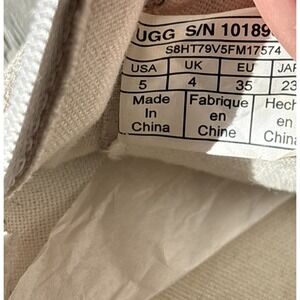 UGG S/N 10189
S8HT79V5FM17574
USA UK EU JAP
5 4 35 23
Made Fabrique Hech
In en en
China Chine China